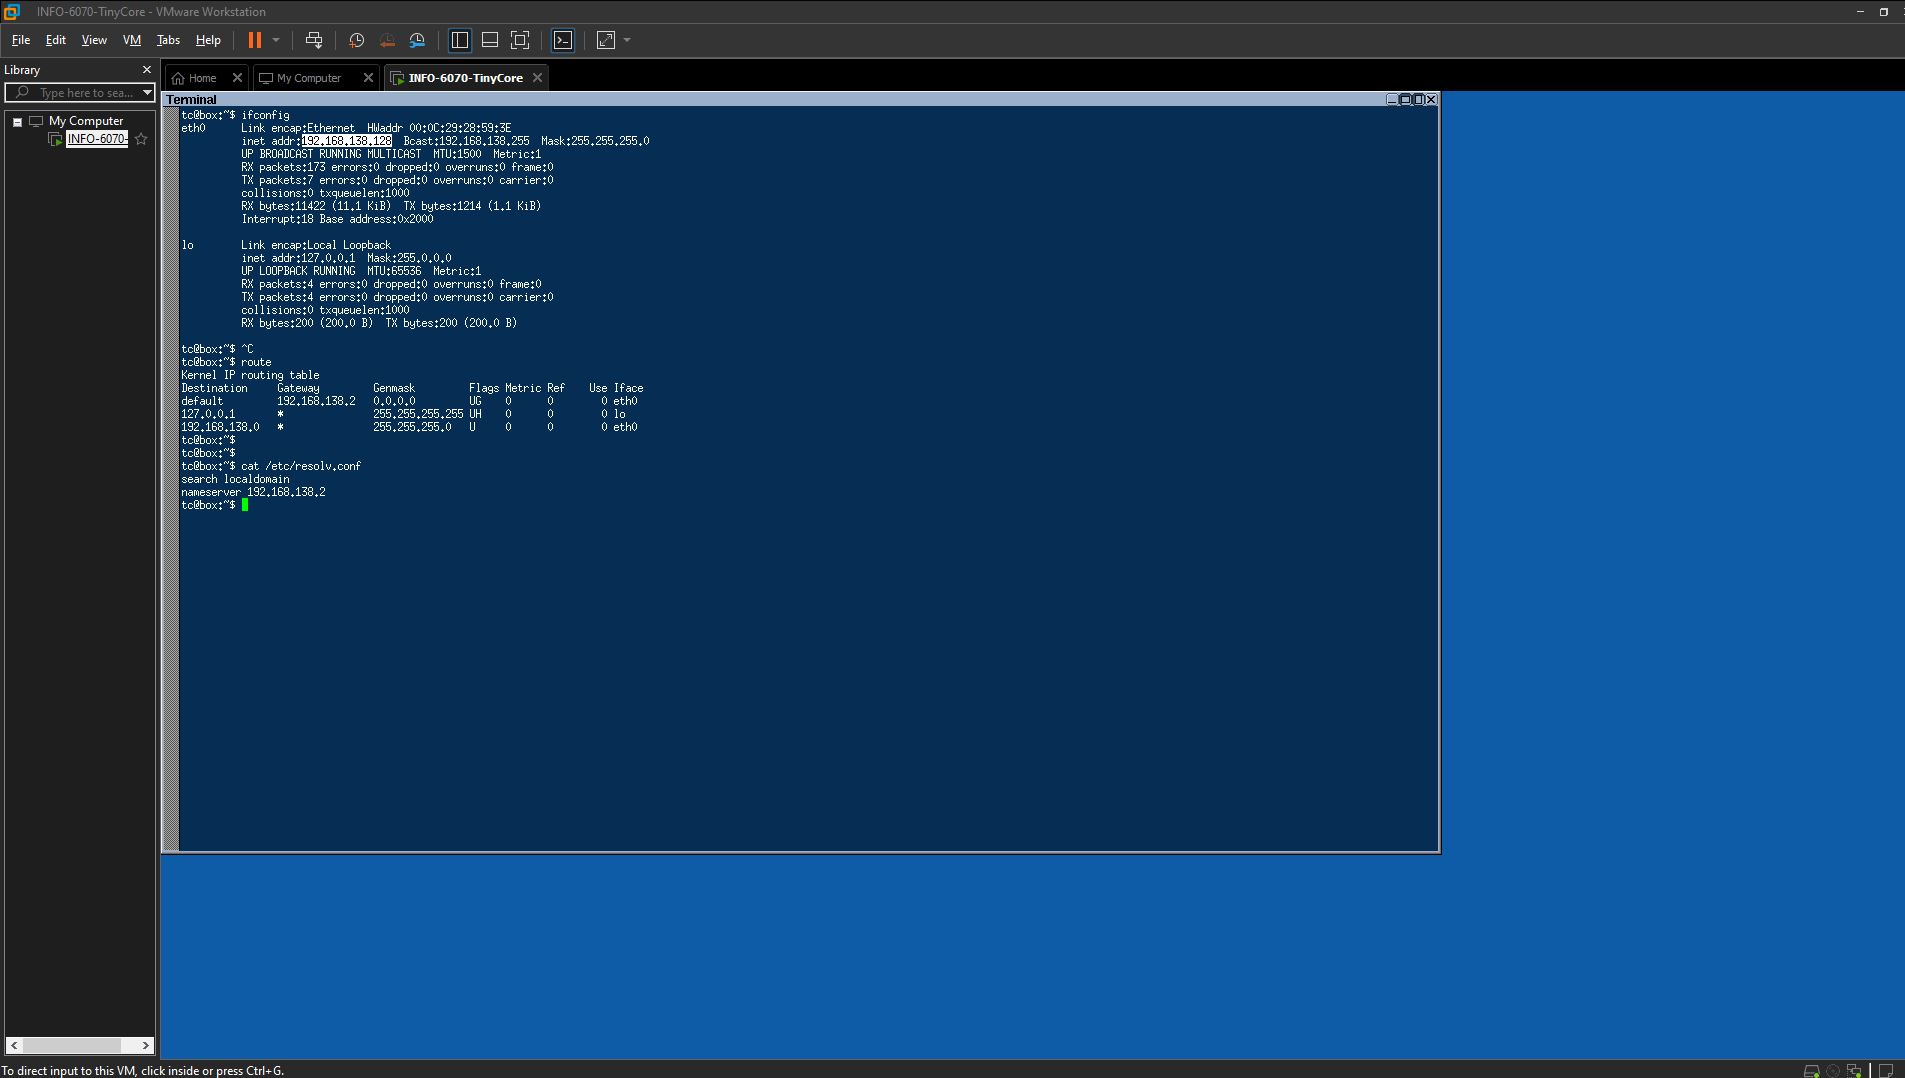 INFO-6070-TinyCore - VMware Workstation
File Edit View VM Tabs Help
Library
Home My Computer INFO-6070-TinyCore
Type here to sea...
My Computer
INFO-6070-
Terminal
tc@box:~$ ifconfig
eth0 Link encap:Ethernet HWaddr 00:0C:29:28:59:3E
inet addr:192.168.138.128 Bcast:192.168.138.255 Mask:255.255.255.0
UP BROADCAST RUNNING MULTICAST MTU:1500 Metric:1
RX packets:173 errors:0 dropped:0 overruns:0 frame:0
TX packets:7 errors:0 dropped:0 overruns:0 carrier:0
collisions:0 txqueuelen:1000
RX bytes:11422 (11.1 KiB) TX bytes:1214 (1.1 KiB)
Interrupt:18 Base address:0x2000
lo Link encap:Local Loopback
inet addr:127.0.0.1 Mask:255.0.0.0
UP LOOPBACK RUNNING MTU:65536 Metric:1
RX packets:4 errors:0 dropped:0 overruns:0 frame:0
TX packets:4 errors:0 dropped:0 overruns:0 carrier:0
collisions:0 txqueuelen:1000
RX bytes:200 (200.0 B) TX bytes:200 (200.0 B)
tc@box:~$ ^C
tc@box:~$ route
Kernel IP routing table
Destination Gateway Genmask Flags Metric Ref Use Iface
default 192.168.138.2 0.0.0.0 UG 0 0 0 eth0
127.0.0.1 * 255.255.255.255 UH 0 0 0 lo
192.168.138.0 * 255.255.255.0 U 0 0 0 eth0
tc@box:~$
tc@box:~$
tc@box:~$ cat /etc/resolv.conf
search localdomain
nameserver 192.168.138.2
tc@box:~$
To direct input to this VM, click inside or press Ctrl+G.